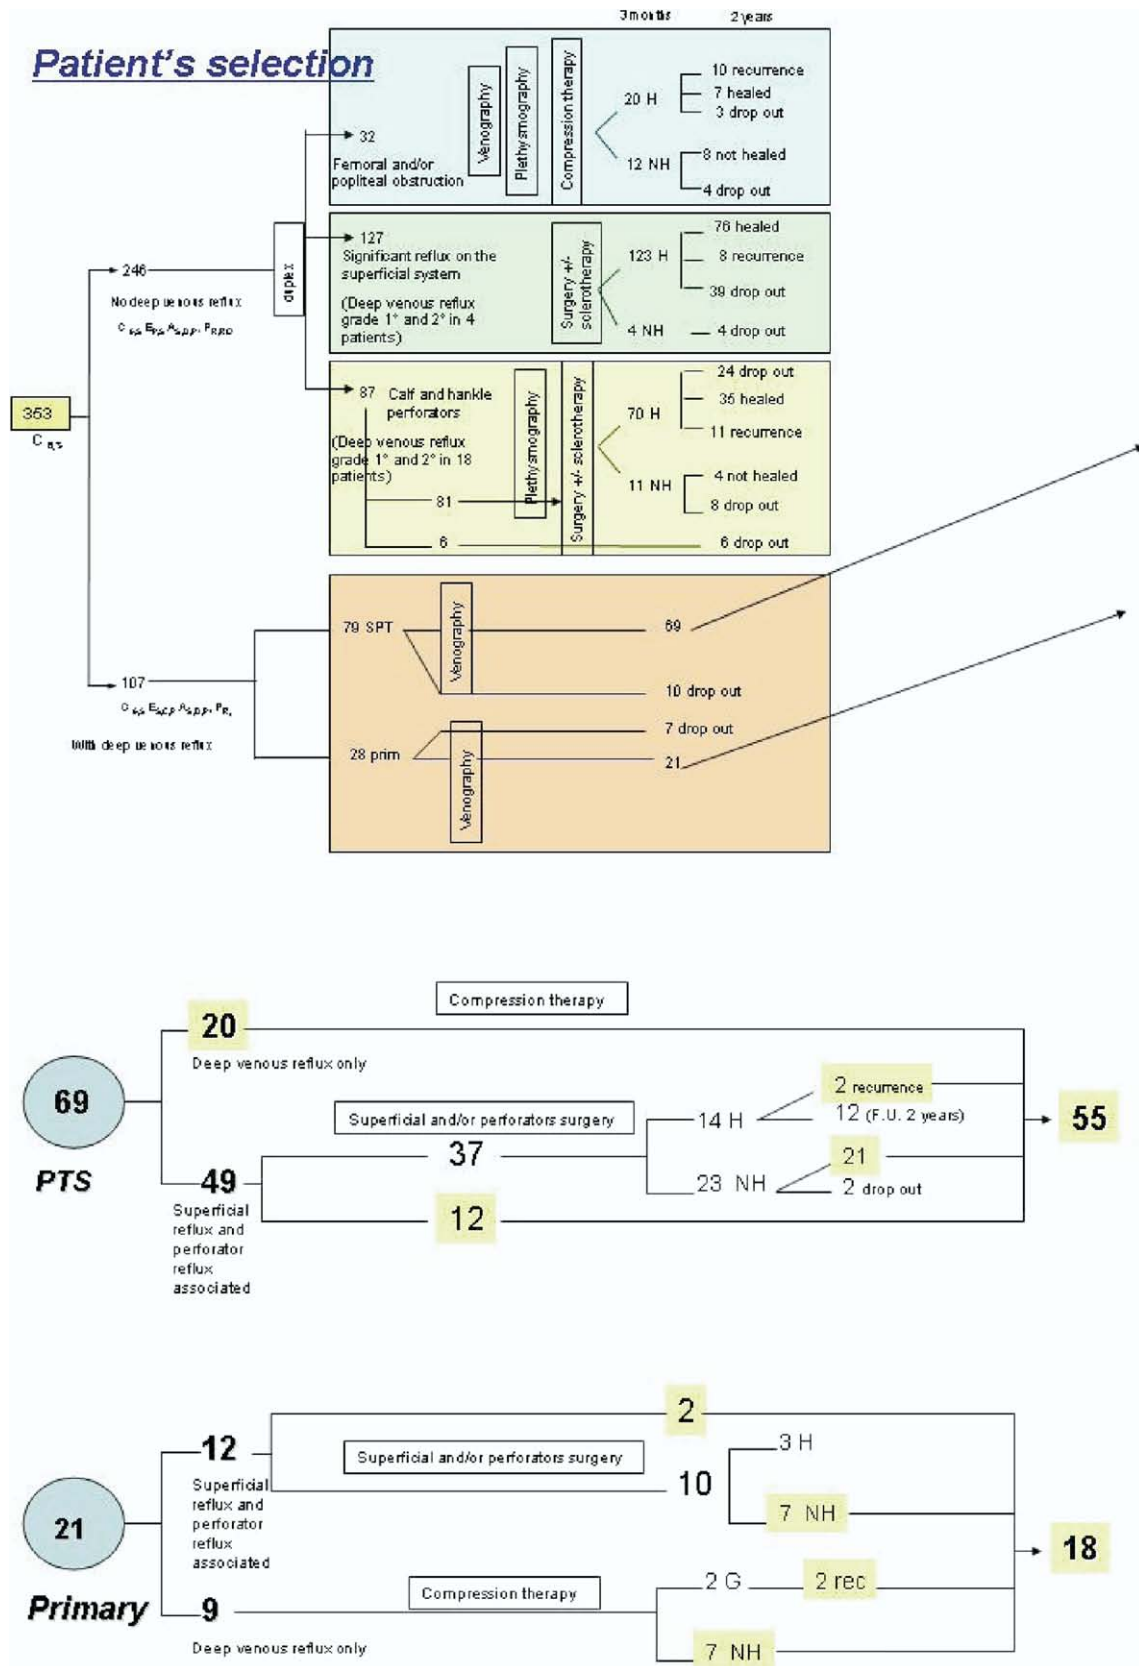 3 months 2 years
Patient's selection
Venography
Plethysmography
Compression therapy
32
Femoral and/or
popliteal obstruction
20 H
10 recurrence
7 healed
3 drop out
12 NH
8 not healed
4 drop out
duplex
127
Significant reflux on the
superficial system
(Deep venous reflux
grade 1° and 2° in 4
patients)
Surgery +/-
sclerotherapy
123 H
76 healed
8 recurrence
39 drop out
4 NH
4 drop out
246
No deep venous reflux
87 Calf and hankle
perforators
(Deep venous reflux
grade 1° and 2° in 18
patients)
81
6
Plethysmography
Surgery +/- sclerotherapy
70 H
24 drop out
35 healed
11 recurrence
11 NH
4 not healed
8 drop out
6 drop out
353
107
With deep venous reflux
79 SPT
Venography
69
10 drop out
28 prim
Venography
7 drop out
21
Compression therapy
20
Deep venous reflux only
69
PTS
49
Superficial
reflux and
perforator
reflux
associated
Superficial and/or perforators surgery
37
12
14 H
2 recurrence
12 (F.U. 2 years)
23 NH
21
2 drop out
55
2
12
Superficial
reflux and
perforator
reflux
associated
Superficial and/or perforators surgery
10
3 H
7 NH
21
Primary
18
Compression therapy
9
Deep venous reflux only
2 G
2 rec
7 NH